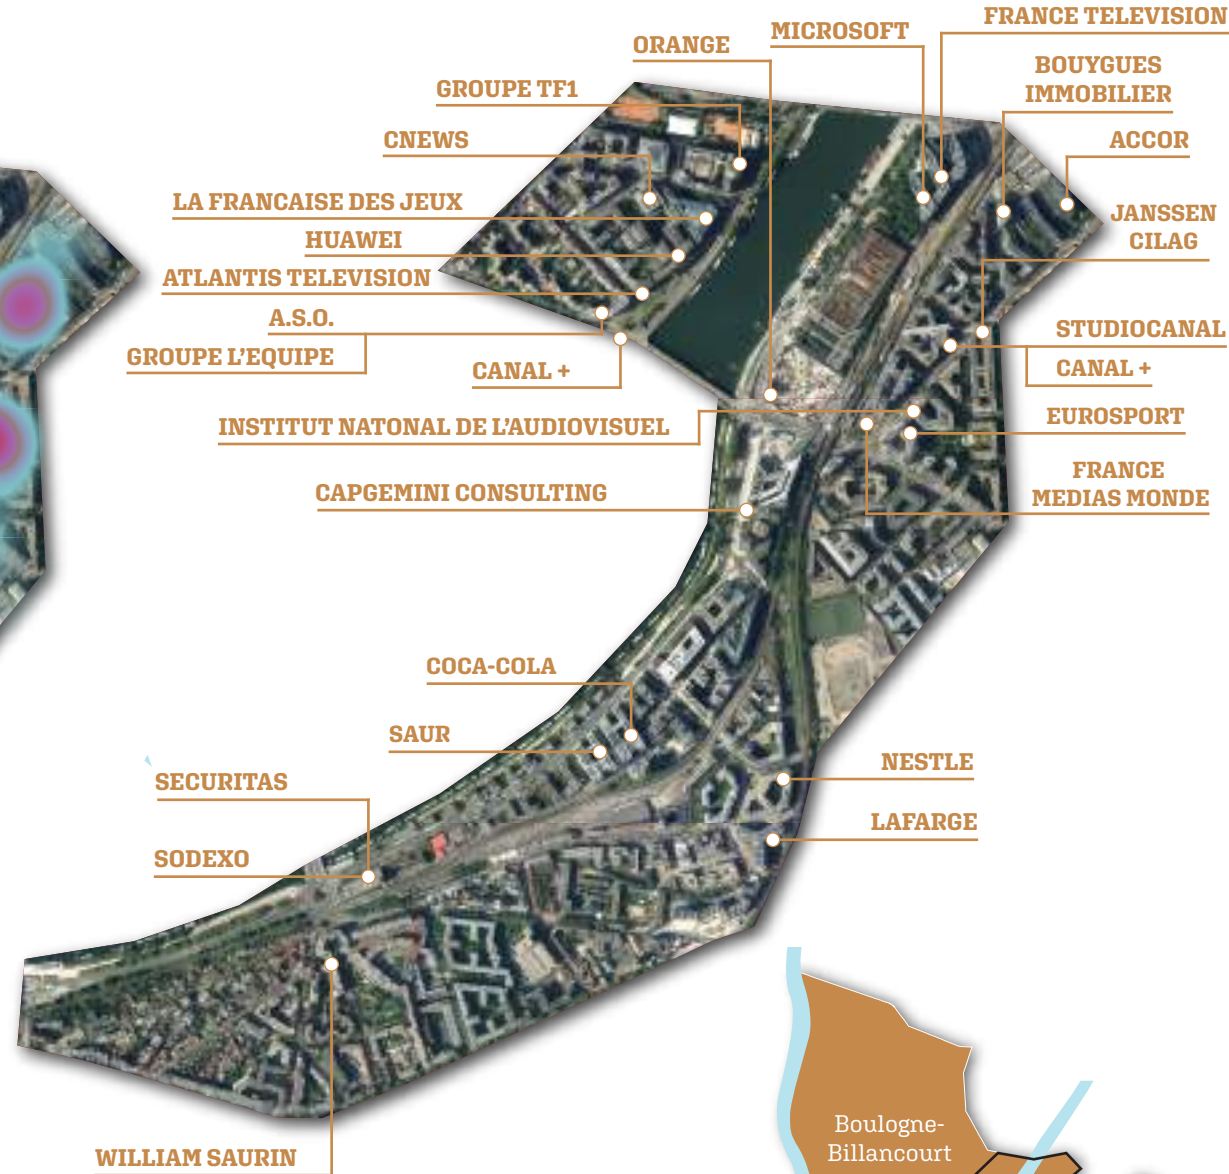 FRANCE TELEVISION
MICROSOFT
ORANGE
BOUYGUES
IMMOBILIER
GROUPE TF1
CNEWS
ACCOR
LA FRANCAISE DES JEUX
JANSSEN
CILAG
HUAWEI
ATLANTIS TELEVISION
A.S.O.
STUDIOCANAL
GROUPE L'EQUIPE
CANAL +
CANAL +
EUROSPORT
INSTITUT NATONAL DE L'AUDIOVISUEL
FRANCE
MEDIAS MONDE
CAPGEMINI CONSULTING
COCA-COLA
SAUR
NESTLE
SECURITAS
LAFARGE
SODEXO
Boulogne-
Billancourt
WILLIAM SAURIN